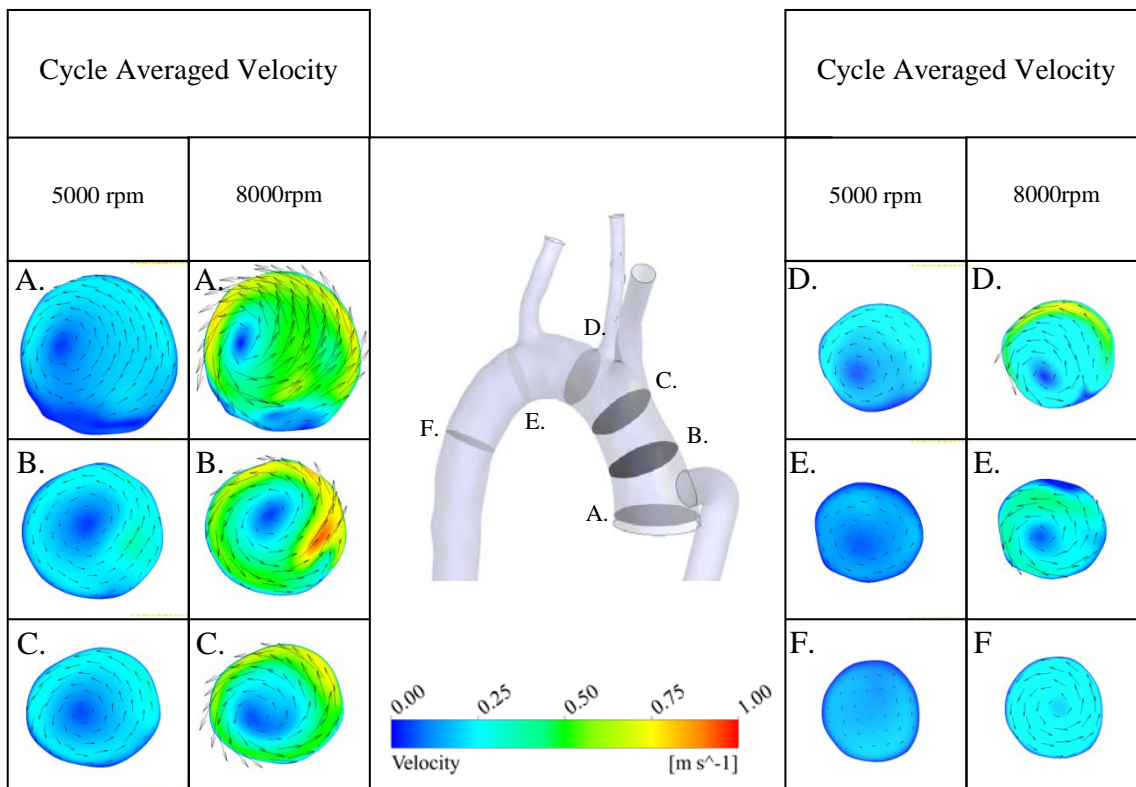 Cycle Averaged Velocity
Cycle Averaged Velocity
5000 rpm
8000rpm
5000 rpm
8000rpm
A.
A.
B.
B.
C.
C.
D.
C.
B.
A.
E.
F.
0.00
0.25
0.50
0.75
1.00
Velocity
[m s^-1]
D.
D.
E.
E.
F.
F